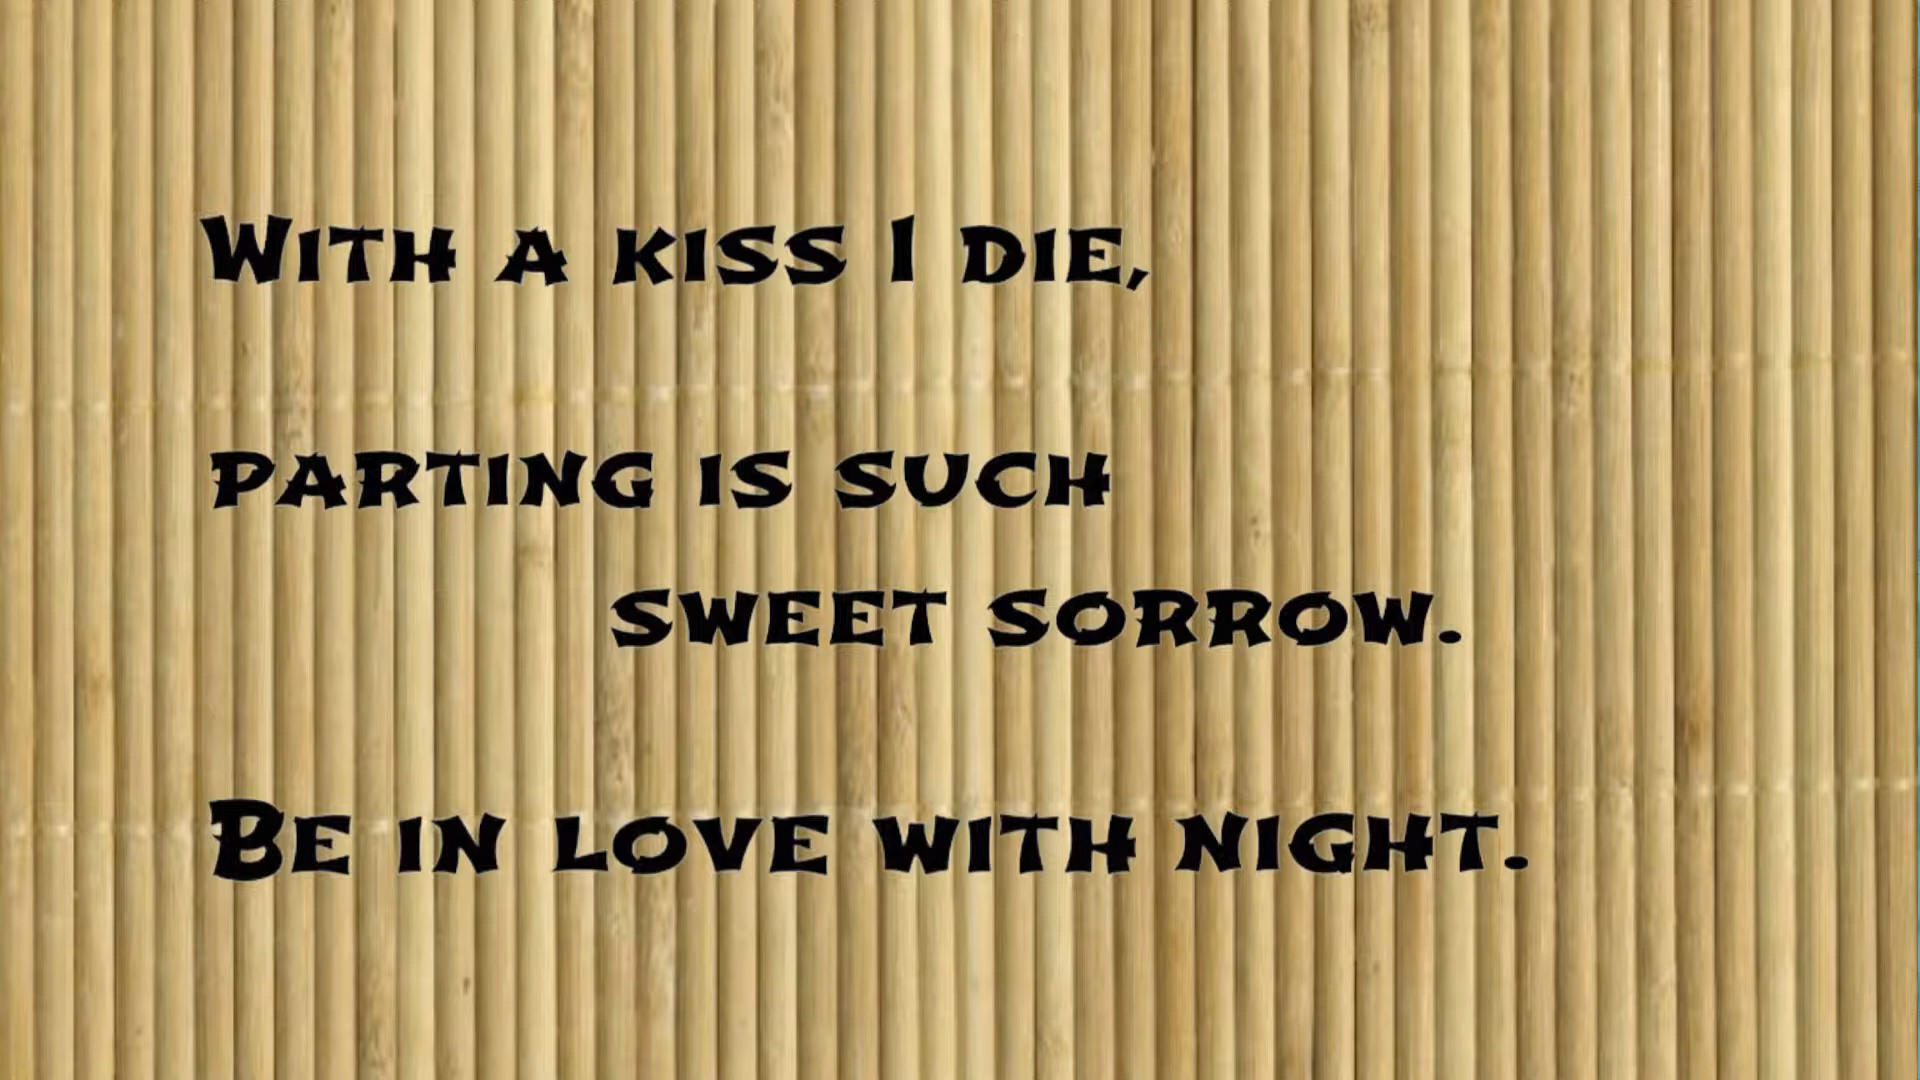 With a kiss I die,
parting is such
sweet sorrow.
Be in love with night.